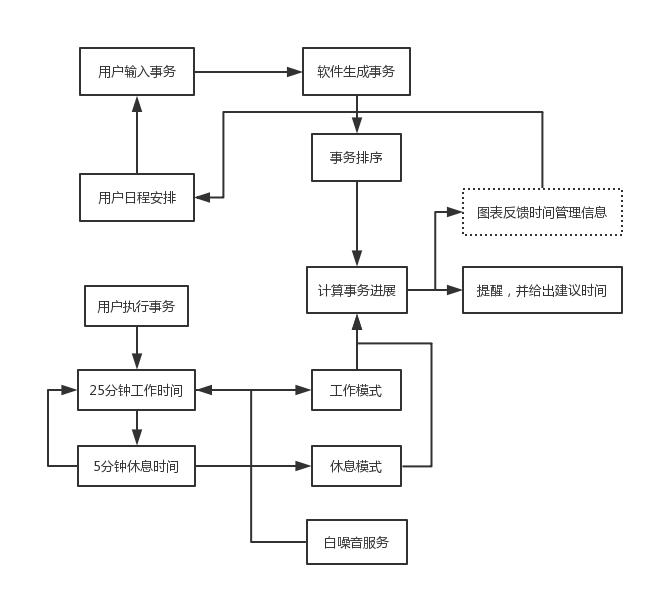 用户输入事务
软件生成事务
事务排序
用户日程安排
图表反馈时间管理信息
计算事务进展
提醒，并给出建议时间
用户执行事务
25分钟工作时间
工作模式
5分钟休息时间
休息模式
白噪音服务